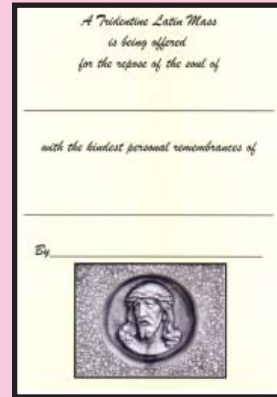 A Tridentine Latin Mass
is being offered
for the repose of the soul of
with the kindest personal remembrances of
By